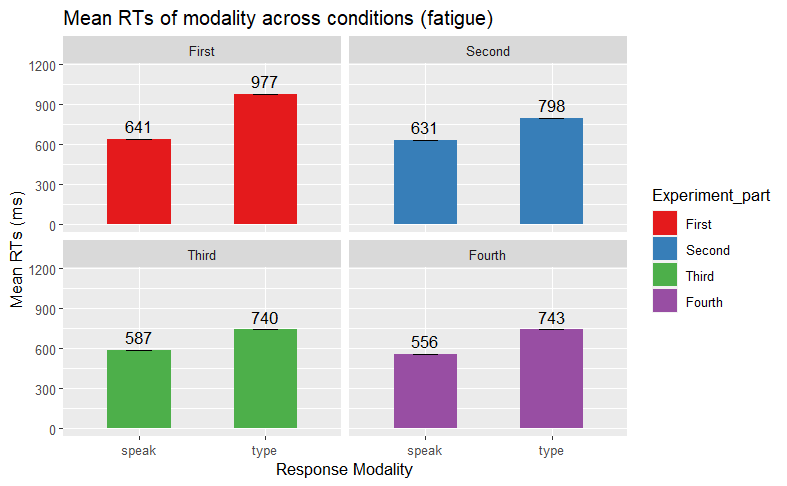 Mean RTs of modality across conditions (fatigue)
First
Second
1200
900
600
300
0
641
977
631
798
Third
Fourth
1200
900
600
300
0
587
740
556
743
speak
type
speak
type
Response Modality
Mean RTs (ms)
Experiment_part
First
Second
Third
Fourth